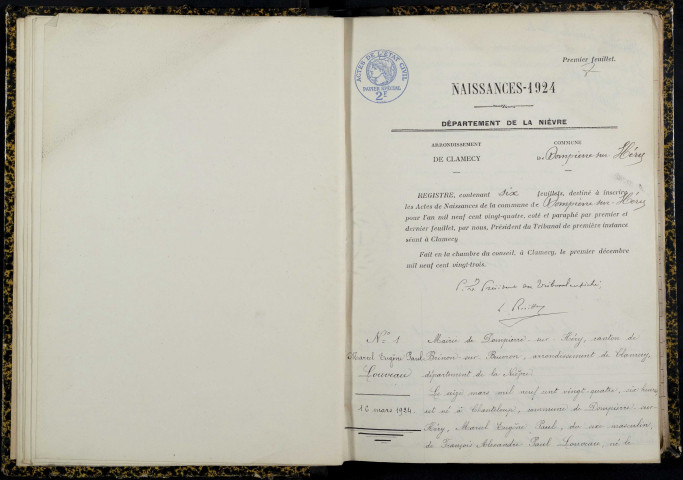 Premier feuillet.
ACTES DE L'ETAT CIVIL
PAPIER SPECIAL
2F
NAISSANCES-1924
DÉPARTEMENT DE LA NIÈVRE
ARRONDISSEMENT
DE CLAMECY
COMMUNE
de Dompierre sur Héry
REGISTRE, contenant six feuillets, destiné à inscrire
les Actes de Naissances de la commune de Dompierre-sur-Héry
pour l'an mil neuf cent vingt-quatre, coté et paraphé par premier et
dernier feuillet, par nous, Président du Tribunal de première instance
séant à Clamecy
Fait en la chambre du conseil, à Clamecy, le premier décembre
mil neuf cent vingt-trois.
No 1
Marcel Eugène Paul
Louveau
16 mars 1924.
Mairie de Dompierre sur Héry, canton de
Brinon sur Beuvron, arrondissement de Clamecy,
département de la Nièvre.
Le seize mars mil neuf cent vingt quatre, six heures
est né à Chanteloup, commune de Dompierre sur
Héry, Marcel Eugène Paul, du sexe masculin,
de François Alexandre Paul Louveau, né le